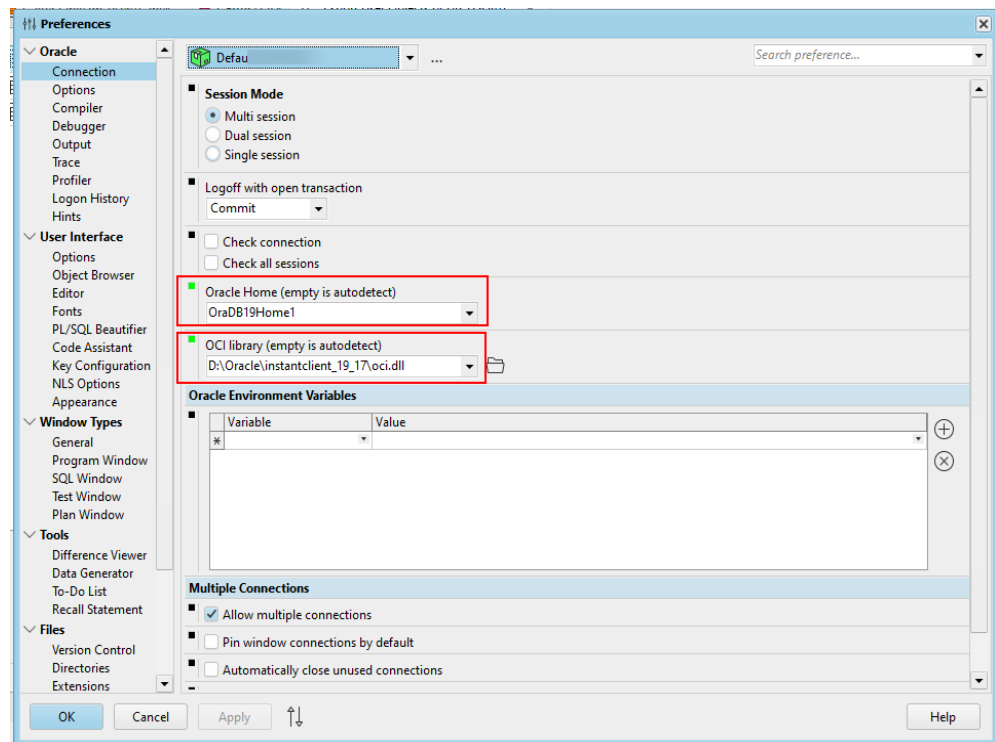 Preferences
Oracle
Connection
Options
Compiler
Debugger
Output
Trace
Profiler
Logon History
Hints
User Interface
Options
Object Browser
Editor
Fonts
PL/SQL Beautifier
Code Assistant
Key Configuration
NLS Options
Appearance
Window Types
General
Program Window
SQL Window
Test Window
Plan Window
Tools
Difference Viewer
Data Generator
To-Do List
Recall Statement
Files
Version Control
Directories
Extensions
Defau
...
Search preference...
Session Mode
Multi session
Dual session
Single session
Logoff with open transaction
Commit
Check connection
Check all sessions
Oracle Home (empty is autodetect)
OraDB19Home1
OCI library (empty is autodetect)
D:\Oracle\instantclient_19_17\oci.dll
Oracle Environment Variables
Variable Value
Multiple Connections
Allow multiple connections
Pin window connections by default
Automatically close unused connections
OK Cancel Apply Help